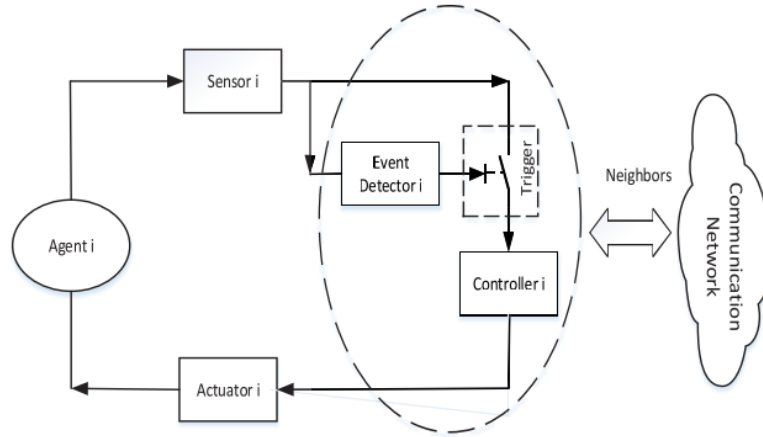 Sensor i
Event
Detector i
Trigger
Neighbors
Communication
Network
Agent i
Controller i
Actuator i